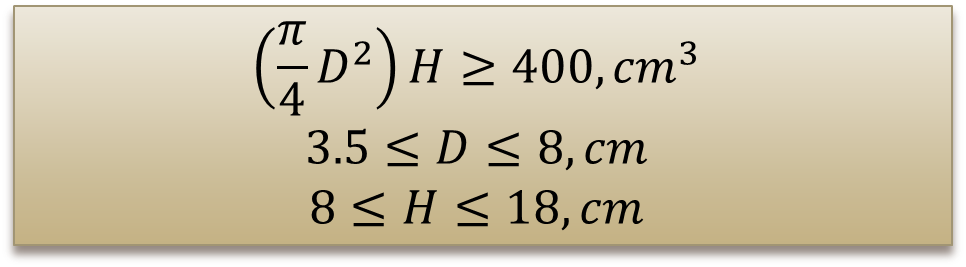 (π/4 D²) H ≥ 400, cm³
3.5 ≤ D ≤ 8, cm
8 ≤ H ≤ 18, cm